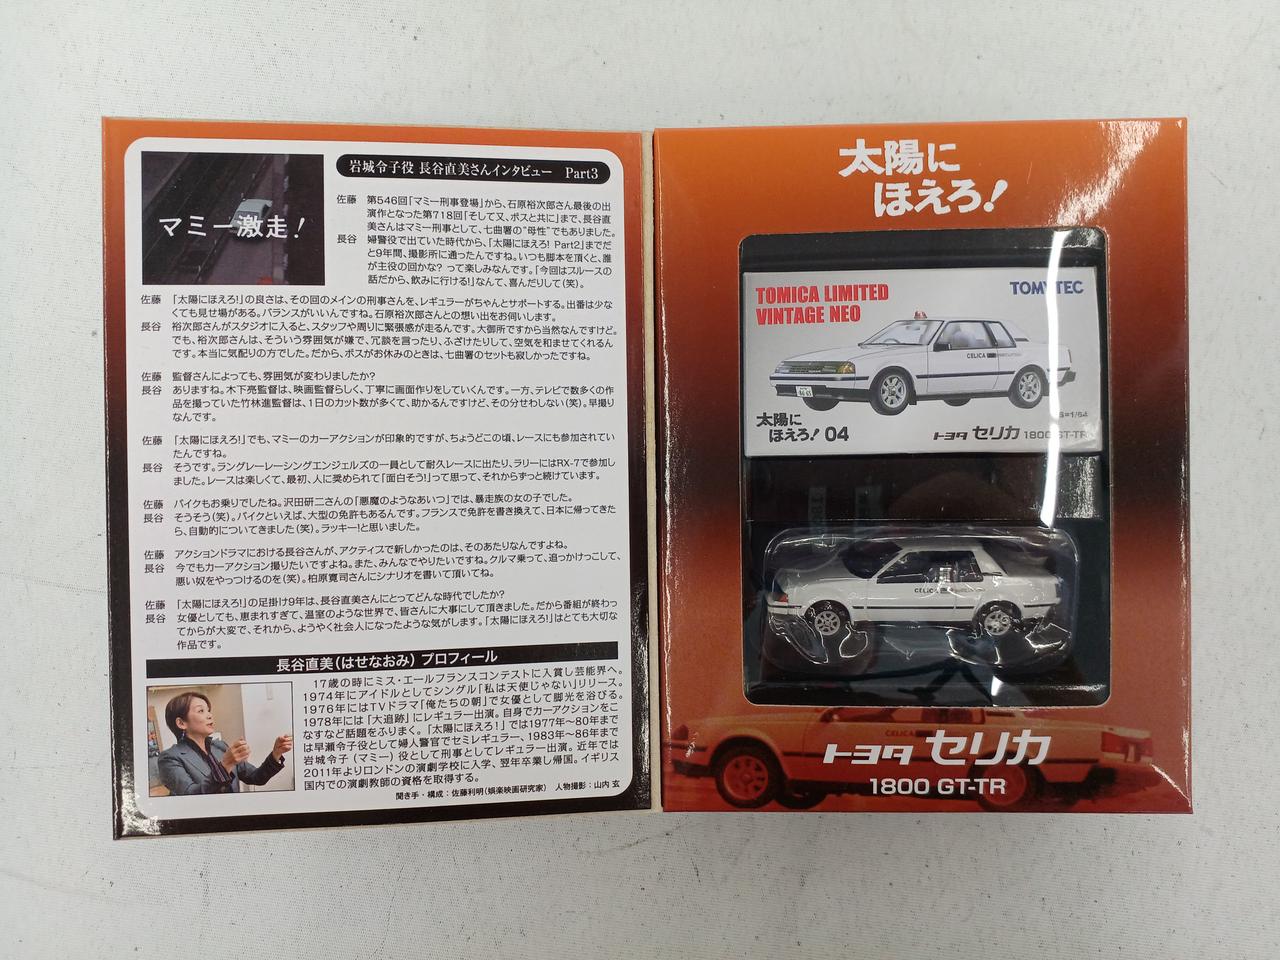 マミー激走!
岩城令子役 長谷直美さんインタビュー Part3
佐藤 第546回「マミー刑事登場」から、石原裕次郎さん最後の出
演作となった第718回「そして又、ボスと共に」まで、長谷直
美さんはマミー刑事として、七曲署の"母性"でもありました。
長谷 婦警役で出ていた時代から、「太陽にほえろ! Part2」までだ
と9年間、撮影所に通ったんですね。いつも脚本を頂くと、誰
が主役の回かな? って楽しみなんです。「今回はブルースの
話だから、飲みに行ける!」なんて、喜んだりして(笑)。
佐藤 「太陽にほえろ!」の良さは、その回のメインの刑事さんを、レギュラーがちゃんとサポートする。出番は少な
くても見せ場がある。バランスがいいんですね。石原裕次郎さんとの想い出をお伺いします。
長谷 裕次郎さんがスタジオに入ると、スタッフや周りに緊張感が走るんです。大御所ですから当然なんですけど。
でも、裕次郎さんは、そういう雰囲気が嫌で、冗談を言ったり、ふざけたりして、空気を和ませてくれるん
です。本当に気配りの方でした。だから、ボスがお休みのときは、七曲署のセットも寂しかったですね。
佐藤 監督さんによっても、雰囲気が変わりましたか?
長谷 ありますね。木下亮監督は、映画監督らしく、丁寧に画面作りをしていくんです。一方、テレビで数多くの作
品を撮っていた竹林進監督は、1日のカット数が多くて、助かるんですけど、その分せわしない(笑)。早撮り
なんです。
佐藤 「太陽にほえろ!」でも、マミーのカーアクションが印象的ですが、ちょうどこの頃、レースにも参加されてい
たんですね。
長谷 そうです。ラングレーレーシングエンジェルズの一員として耐久レースに出たり、ラリーにはRX-7で参加し
ました。レースは楽しくて、最初、人に奨められて「面白そう!」って思って、それからずっと続けています。
佐藤 バイクもお乗りでしたね。沢田研二さんの「悪魔のようなあいつ」では、暴走族の女の子でした。
長谷 そうそう(笑)。バイクといえば、大型の免許もあるんです。フランスで免許を書き換えて、日本に帰ってきた
ら、自動的についてきました(笑)。ラッキー!と思いました。
佐藤 アクションドラマにおける長谷さんが、アクティブで新しかったのは、そのあたりなんですよね。
長谷 今でもカーアクション撮りたいですよね。また、みんなでやりたいですね。クルマ乗って、追っかけっこして、
悪い奴をやっつけるのを(笑)。柏原寛司さんにシナリオを書いて頂いてね。
佐藤 「太陽にほえろ!」の足掛け9年は、長谷直美さんにとってどんな時代でしたか?
長谷 女優としても、恵まれすぎて、温室のような世界で、皆さんに大事にして頂きました。だから番組が終わっ
てからが大変で、それから、ようやく社会人になったような気がします。「太陽にほえろ!」はとても大切な
作品です。
長谷直美(はせなおみ) プロフィール
17歳の時にミス・エールフランスコンテストに入賞し芸能界へ。
1974年にアイドルとしてシングル「私は天使じゃない」リリース。
1976年にはTVドラマ「俺たちの朝」で女優として脚光を浴びる。
1978年には「大追跡」にレギュラー出演。自身でカーアクションをこ
なすなど話題をふりまく。「太陽にほえろ!」では1977年〜80年まで
は早瀬令子役として婦人警官でセミレギュラー、1983年〜86年まで
岩城令子(マミー)役として刑事としてレギュラー出演。近年では
2011年よりロンドンの演劇学校に入学、翌年卒業し帰国。イギリス
国内での演劇教師の資格を取得する。
聞き手・構成:佐藤利明(娯楽映画研究家) 人物撮影:山内 玄
太陽に
ほえろ!
TOMICA LIMITED
VINTAGE NEO
TOMYTEC
CELICA
太陽に
ほえろ! 04
S=1/64
トヨタ セリカ 1800 GT-TR
CELICA
トヨタ セリカ
1800 GT-TR